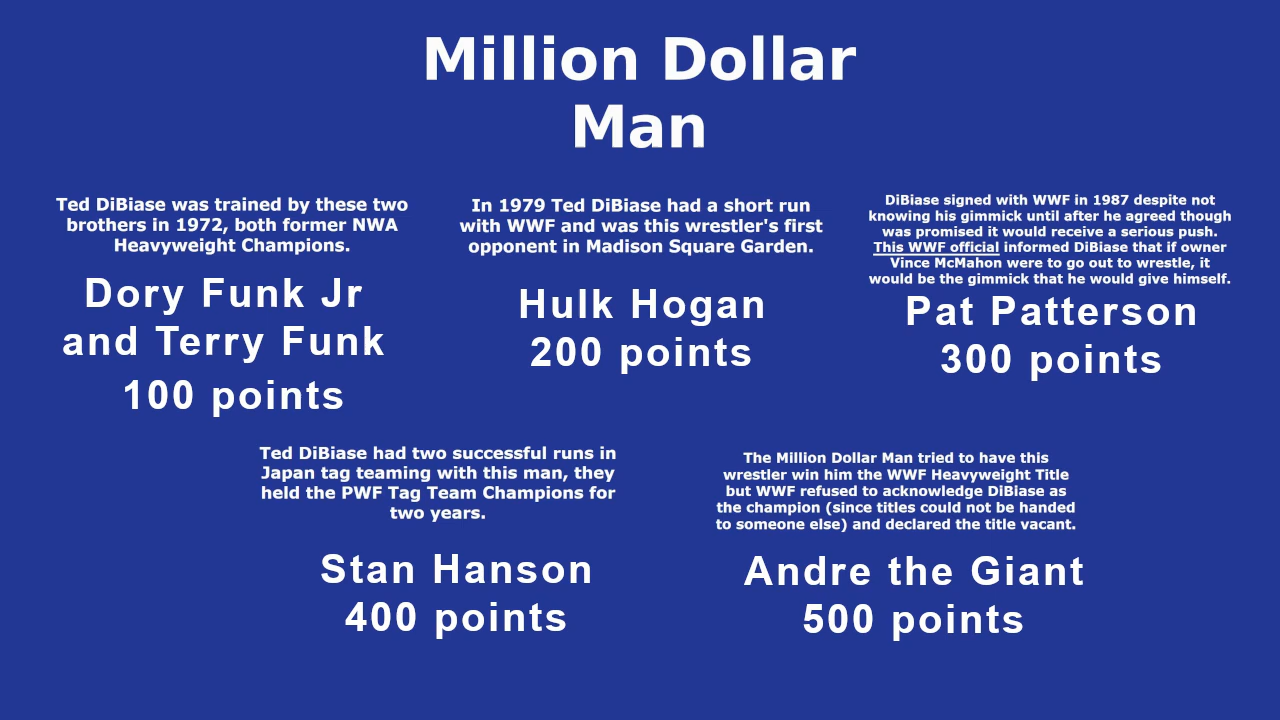 Million Dollar
Man
Ted DiBiase was trained by these two
brothers in 1972, both former NWA
Heavyweight Champions.
Dory Funk Jr
and Terry Funk
100 points
In 1979 Ted DiBiase had a short run
with WWF and was this wrestler's first
opponent in Madison Square Garden.
Hulk Hogan
200 points
DiBiase signed with WWF in 1987 despite not
knowing his gimmick until after he agreed though
was promised it would receive a serious push.
This WWF official informed DiBiase that if owner
Vince McMahon were to go out to wrestle, it
would be the gimmick that he would give himself.
Pat Patterson
300 points
Ted DiBiase had two successful runs in
Japan tag teaming with this man, they
held the PWF Tag Team Champions for
two years.
Stan Hanson
400 points
The Million Dollar Man tried to have this
wrestler win him the WWF Heavyweight Title
but WWF refused to acknowledge DiBiase as
the champion (since titles could not be handed
to someone else) and declared the title vacant.
Andre the Giant
500 points